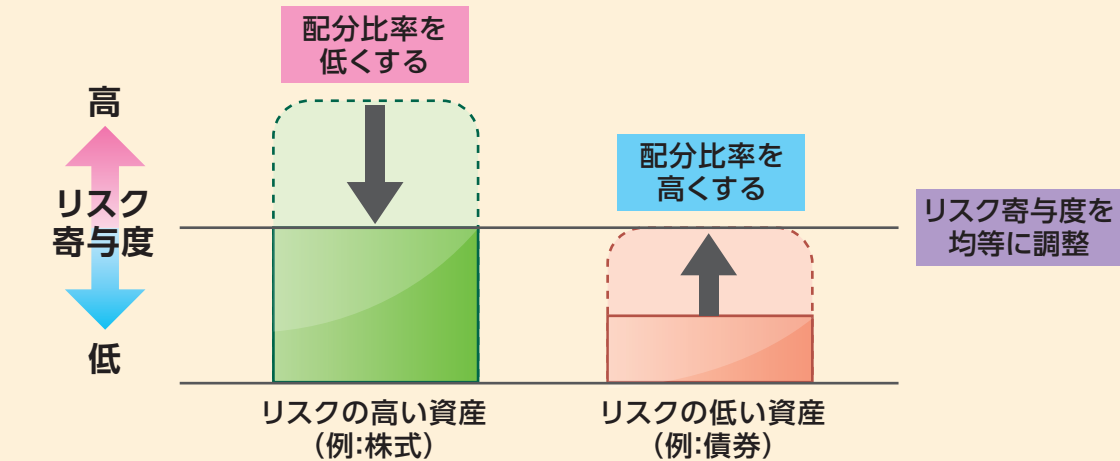 配分比率を
低くする
高
リスク
寄与度
低
配分比率を
高くする
リスク寄与度を
均等に調整
リスクの高い資産
(例:株式)
リスクの低い資産
(例:債券)